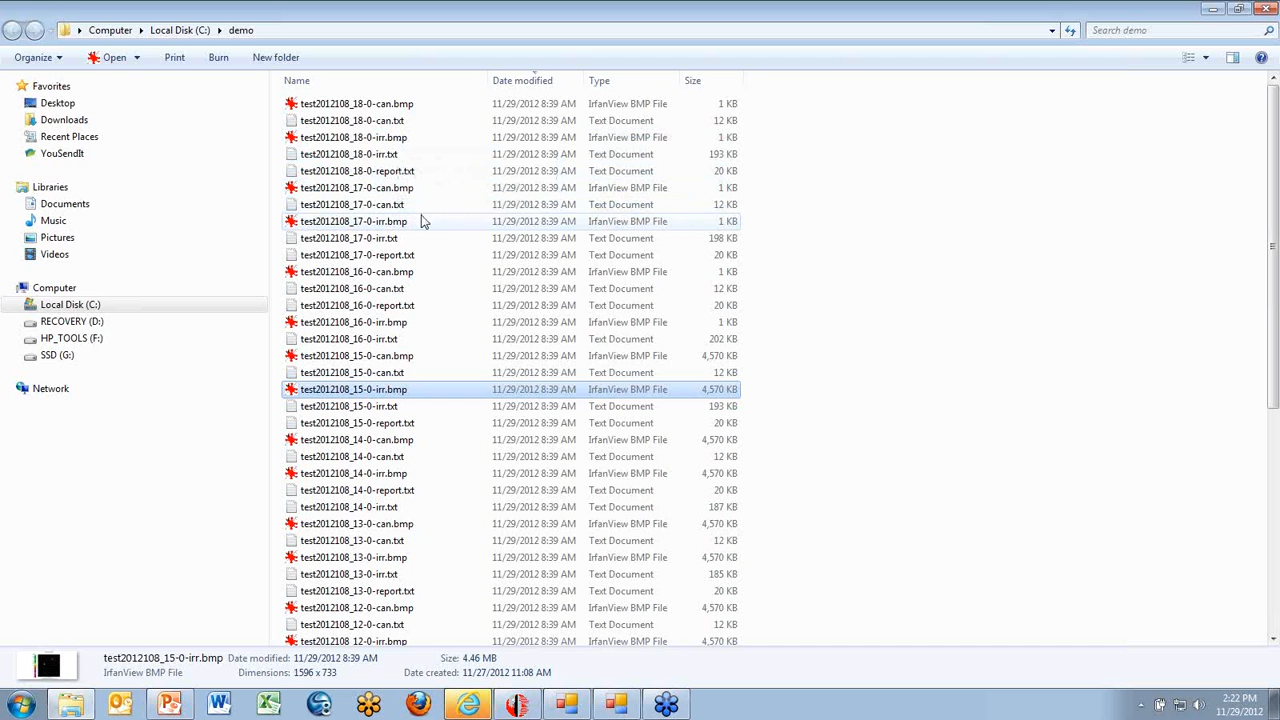 Computer Local Disk (C:) demo Search demo
Organize Open Print Burn New folder
Favorites
Desktop
Downloads
Recent Places
YouSendIt
Libraries
Documents
Music
Pictures
Videos
Computer
Local Disk (C:)
RECOVERY (D:)
HP_TOOLS (F:)
SSD (G:)
Network
Name Date modified Type Size
test2012108_18-0-can.bmp 11/29/2012 8:39 AM IrfanView BMP File 1 KB
test2012108_18-0-can.txt 11/29/2012 8:39 AM Text Document 12 KB
test2012108_18-0-irr.bmp 11/29/2012 8:39 AM IrfanView BMP File 1 KB
test2012108_18-0-irr.txt 11/29/2012 8:39 AM Text Document 193 KB
test2012108_18-0-report.txt 11/29/2012 8:39 AM Text Document 20 KB
test2012108_17-0-can.bmp 11/29/2012 8:39 AM IrfanView BMP File 1 KB
test2012108_17-0-can.txt 11/29/2012 8:39 AM Text Document 12 KB
test2012108_17-0-irr.bmp 11/29/2012 8:39 AM IrfanView BMP File 1 KB
test2012108_17-0-irr.txt 11/29/2012 8:39 AM Text Document 198 KB
test2012108_17-0-report.txt 11/29/2012 8:39 AM Text Document 20 KB
test2012108_16-0-can.bmp 11/29/2012 8:39 AM IrfanView BMP File 1 KB
test2012108_16-0-can.txt 11/29/2012 8:39 AM Text Document 12 KB
test2012108_16-0-report.txt 11/29/2012 8:39 AM Text Document 20 KB
test2012108_16-0-irr.bmp 11/29/2012 8:39 AM IrfanView BMP File 1 KB
test2012108_16-0-irr.txt 11/29/2012 8:39 AM Text Document 202 KB
test2012108_15-0-can.bmp 11/29/2012 8:39 AM IrfanView BMP File 4,570 KB
test2012108_15-0-can.txt 11/29/2012 8:39 AM Text Document 12 KB
test2012108_15-0-irr.bmp 11/29/2012 8:39 AM IrfanView BMP File 4,570 KB
test2012108_15-0-irr.txt 11/29/2012 8:39 AM Text Document 193 KB
test2012108_15-0-report.txt 11/29/2012 8:39 AM Text Document 20 KB
test2012108_14-0-can.bmp 11/29/2012 8:39 AM IrfanView BMP File 4,570 KB
test2012108_14-0-can.txt 11/29/2012 8:39 AM Text Document 12 KB
test2012108_14-0-irr.bmp 11/29/2012 8:39 AM IrfanView BMP File 4,570 KB
test2012108_14-0-report.txt 11/29/2012 8:39 AM Text Document 20 KB
test2012108_14-0-irr.txt 11/29/2012 8:39 AM Text Document 187 KB
test2012108_13-0-can.bmp 11/29/2012 8:39 AM IrfanView BMP File 4,570 KB
test2012108_13-0-can.txt 11/29/2012 8:39 AM Text Document 12 KB
test2012108_13-0-irr.bmp 11/29/2012 8:39 AM IrfanView BMP File 4,570 KB
test2012108_13-0-irr.txt 11/29/2012 8:39 AM Text Document 185 KB
test2012108_13-0-report.txt 11/29/2012 8:39 AM Text Document 20 KB
test2012108_12-0-can.bmp 11/29/2012 8:39 AM IrfanView BMP File 4,570 KB
test2012108_12-0-can.txt 11/29/2012 8:39 AM Text Document 12 KB
test2012108_12-0-irr.bmp 11/29/2012 8:39 AM IrfanView BMP File 4,570 KB
test2012108_15-0-irr.bmp Date modified: 11/29/2012 8:39 AM Size: 4.46 MB
IrfanView BMP File Dimensions: 1596 x 733 Date created: 11/27/2012 11:08 AM
2:22 PM
11/29/2012